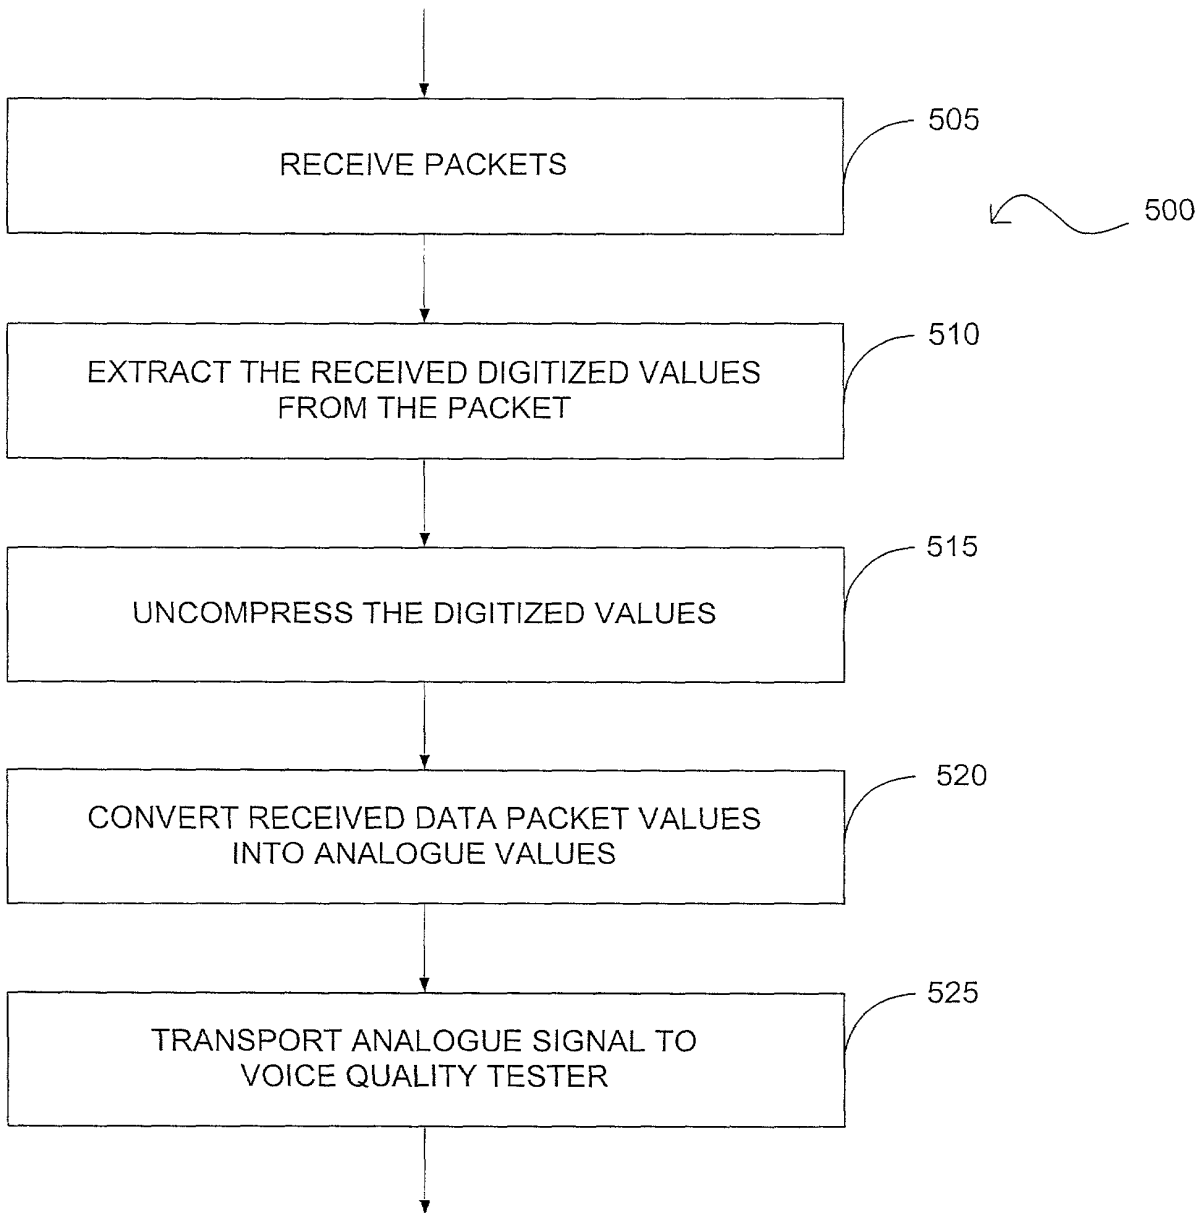 505
RECEIVE PACKETS
500
510
EXTRACT THE RECEIVED DIGITIZED VALUES
FROM THE PACKET
515
UNCOMPRESS THE DIGITIZED VALUES
520
CONVERT RECEIVED DATA PACKET VALUES
INTO ANALOGUE VALUES
525
TRANSPORT ANALOGUE SIGNAL TO
VOICE QUALITY TESTER